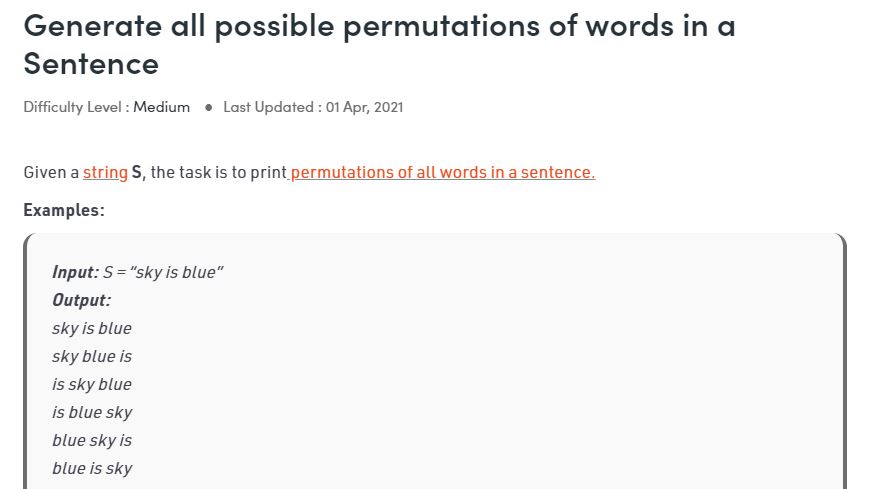 Generate all possible permutations of words in a
Sentence
Difficulty Level : Medium ● Last Updated : 01 Apr, 2021
Given a string S, the task is to print permutations of all words in a sentence.
Examples:
Input: S = “sky is blue”
Output:
sky is blue
sky blue is
is sky blue
is blue sky
blue sky is
blue is sky